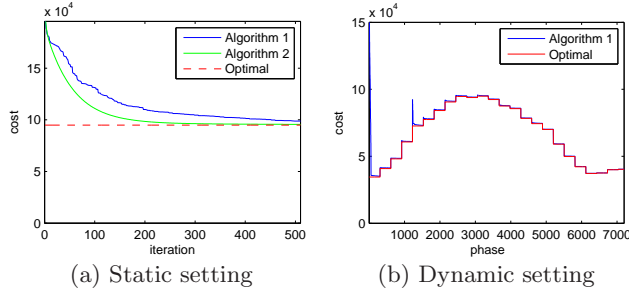 x 10^4
15
10
5
0
cost
0
100
200
300
400
500
iteration
Algorithm 1
Algorithm 2
Optimal
(a) Static setting
x 10^4
15
10
5
0
cost
1000
2000
3000
4000
5000
6000
7000
phase
Algorithm 1
Optimal
(b) Dynamic setting